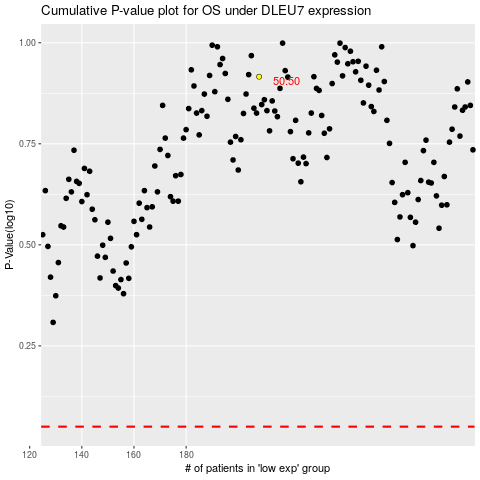 Cumulative P-value plot for OS under DLEU7 expression
P-Value(log10)
1.00
0.75
0.50
0.25
50:50
120 140 160 180
# of patients in 'low exp' group